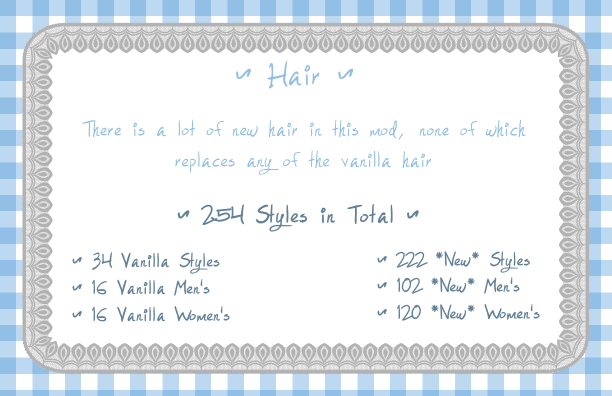 ~ Hair ~
There is a lot of new hair in this mod, none of which
replaces any of the vanilla hair
~ 254 Styles in Total ~
~ 34 Vanilla Styles
~ 16 Vanilla Men's
~ 16 Vanilla Women's
~ 222 *New* Styles
~ 102 *New* Men's
~ 120 *New* Women's